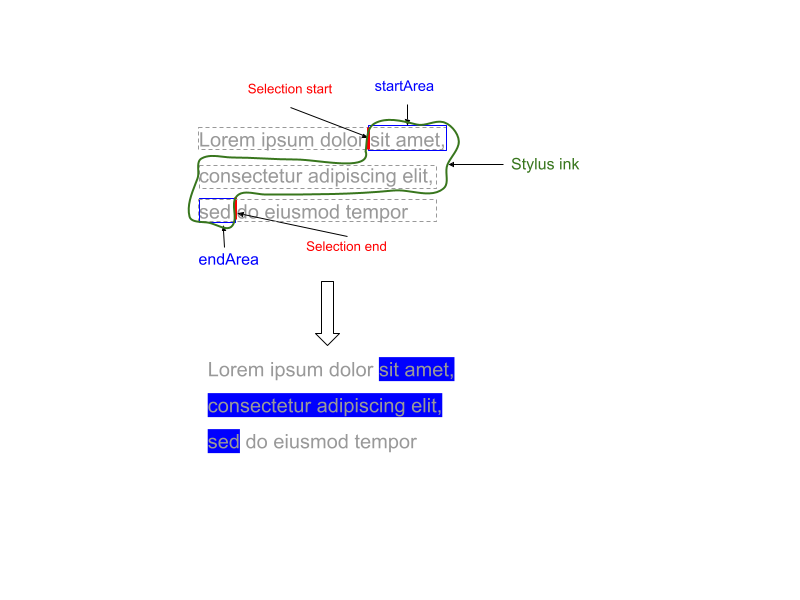 Selection start
startArea
Lorem ipsum dolor sit amet,
Stylus ink
consectetur adipiscing elit,
sed do eiusmod tempor
Selection end
endArea
Lorem ipsum dolor sit amet,
consectetur adipiscing elit,
sed do eiusmod tempor